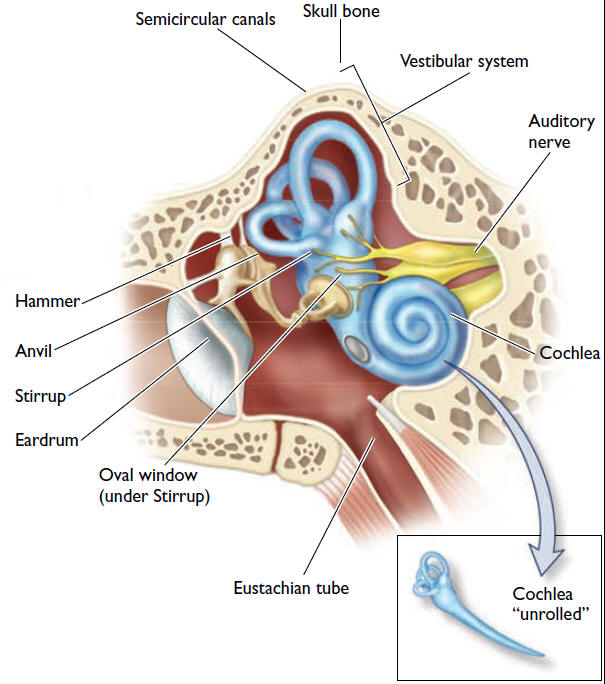 Skull bone
Semicircular canals
Vestibular system
Auditory
nerve
Hammer
Anvil
Cochlea
Stirrup
Eardrum
Oval window
(under Stirrup)
Eustachian tube
Cochlea
“unrolled”